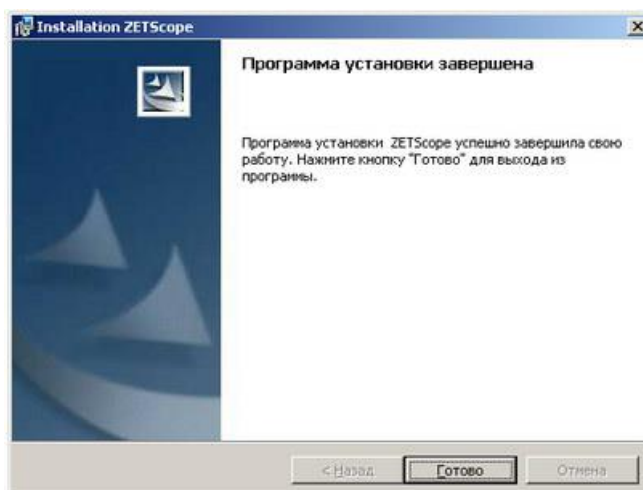 Installation ZETScope
Программа установки завершена
Программа установки ZETScope успешно завершила свою
работу. Нажмите кнопку "Готово" для выхода из
программы.
< Назад
Готово
Отмена